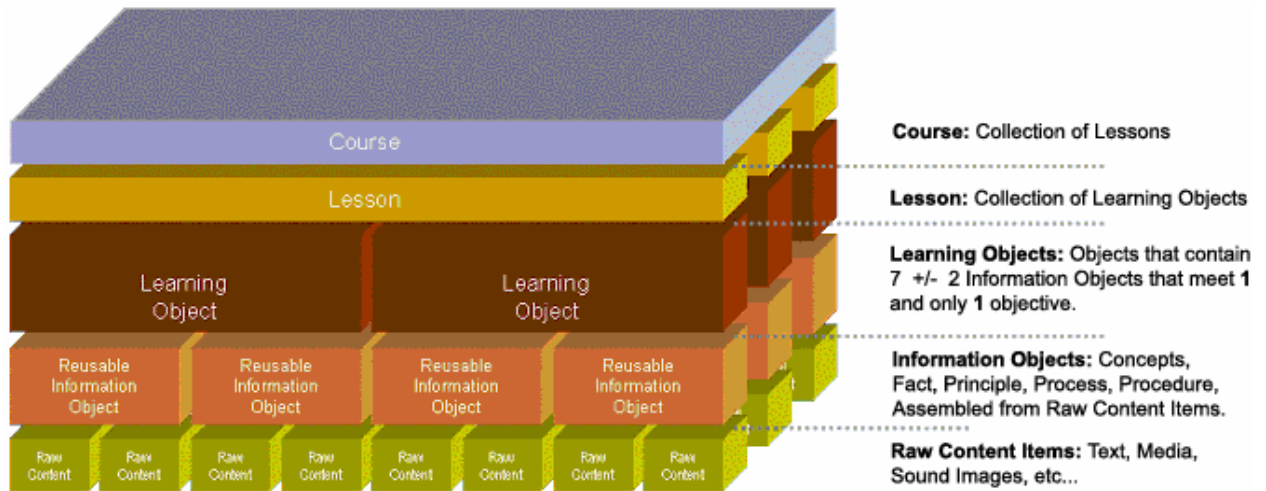 Course
Lesson
Learning
Object
Learning
Object
Reusable
Information
Object
Reusable
Information
Object
Reusable
Information
Object
Reusable
Information
Object
Raw
Content
Raw
Content
Raw
Content
Raw
Content
Raw
Content
Raw
Content
Raw
Content
Raw
Content
Course: Collection of Lessons
Lesson: Collection of Learning Objects
Learning Objects: Objects that contain
7 +/- 2 Information Objects that meet 1
and only 1 objective.
Information Objects: Concepts,
Fact, Principle, Process, Procedure,
Assembled from Raw Content Items.
Raw Content Items: Text, Media,
Sound Images, etc...